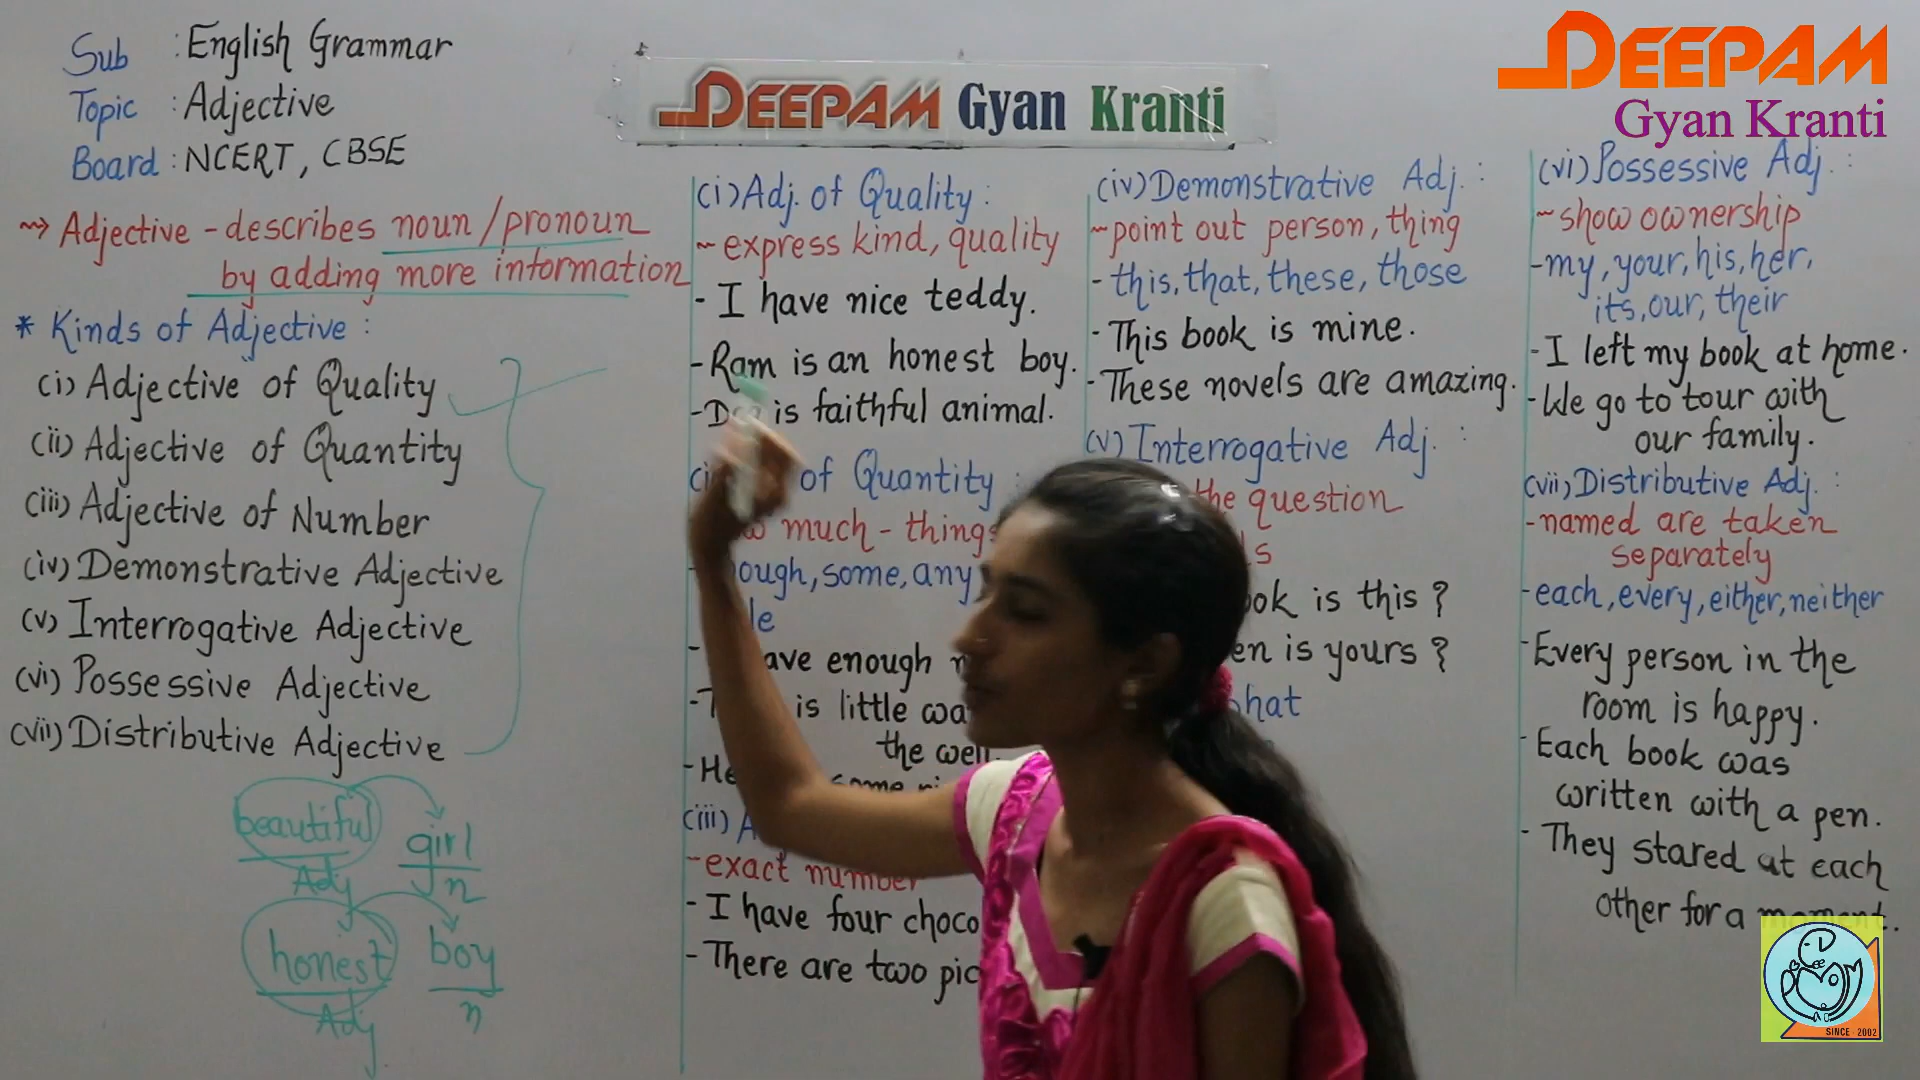 Sub : English Grammar
Topic : Adjective
Board : NCERT, CBSE
Adjective - describes noun/pronoun
by adding more information
* Kinds of Adjective :
(i) Adjective of Quality
(ii) Adjective of Quantity
(iii) Adjective of Number
(iv) Demonstrative Adjective
(v) Interrogative Adjective
(vi) Possessive Adjective
(vii) Distributive Adjective
beautiful girl
Adj n
honest boy
Adj n
DEEPAM Gyan Kranti
(i) Adj. of Quality :
~ express kind, quality
- I have nice teddy.
- Ram is an honest boy.
- is faithful animal.
of Quantity :
much - things
some, any
enough
is little
the well.
(iii)
~ exact number
- I have four
- There are two
(iv) Demonstrative Adj. :
~ point out person, thing
- this, that, these, those
- This book is mine.
- These novels are amazing.
(v) Interrogative Adj. :
the question
is this ?
is yours ?
DEEPAM
Gyan Kranti
(vi) Possessive Adj. :
~ show ownership
- my, your, his, her,
its, our, their
- I left my book at home.
- We go to tour with
our family.
(vii) Distributive Adj. :
- named are taken
separately
- each, every, either, neither
- Every person in the
room is happy.
- Each book was
written with a pen.
- They stared at each
other for a moment.
SINCE - 2002